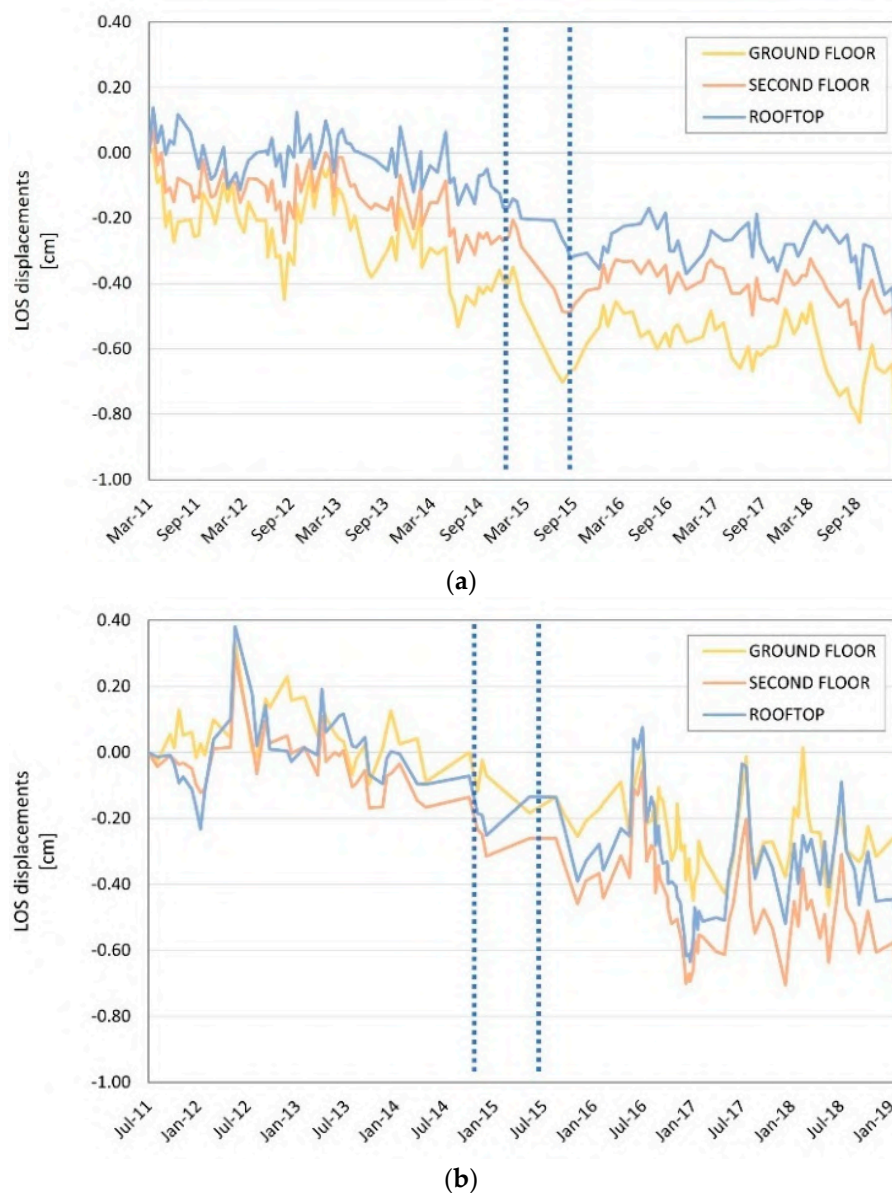 0.40
0.20
0.00
-0.20
-0.40
-0.60
-0.80
-1.00
LOS displacements
[cm]
GROUND FLOOR
SECOND FLOOR
ROOFTOP
Mar-11
Sep-11
Mar-12
Sep-12
Mar-13
Sep-13
Mar-14
Sep-14
Mar-15
Sep-15
Mar-16
Sep-16
Mar-17
Sep-17
Mar-18
Sep-18
(a)
0.40
0.20
0.00
-0.20
-0.40
-0.60
-0.80
-1.00
LOS displacements
[cm]
GROUND FLOOR
SECOND FLOOR
ROOFTOP
Jul-11
Jan-12
Jul-12
Jan-13
Jul-13
Jan-14
Jul-14
Jan-15
Jul-15
Jan-16
Jul-16
Jan-17
Jul-17
Jan-18
Jul-18
Jan-19
(b)